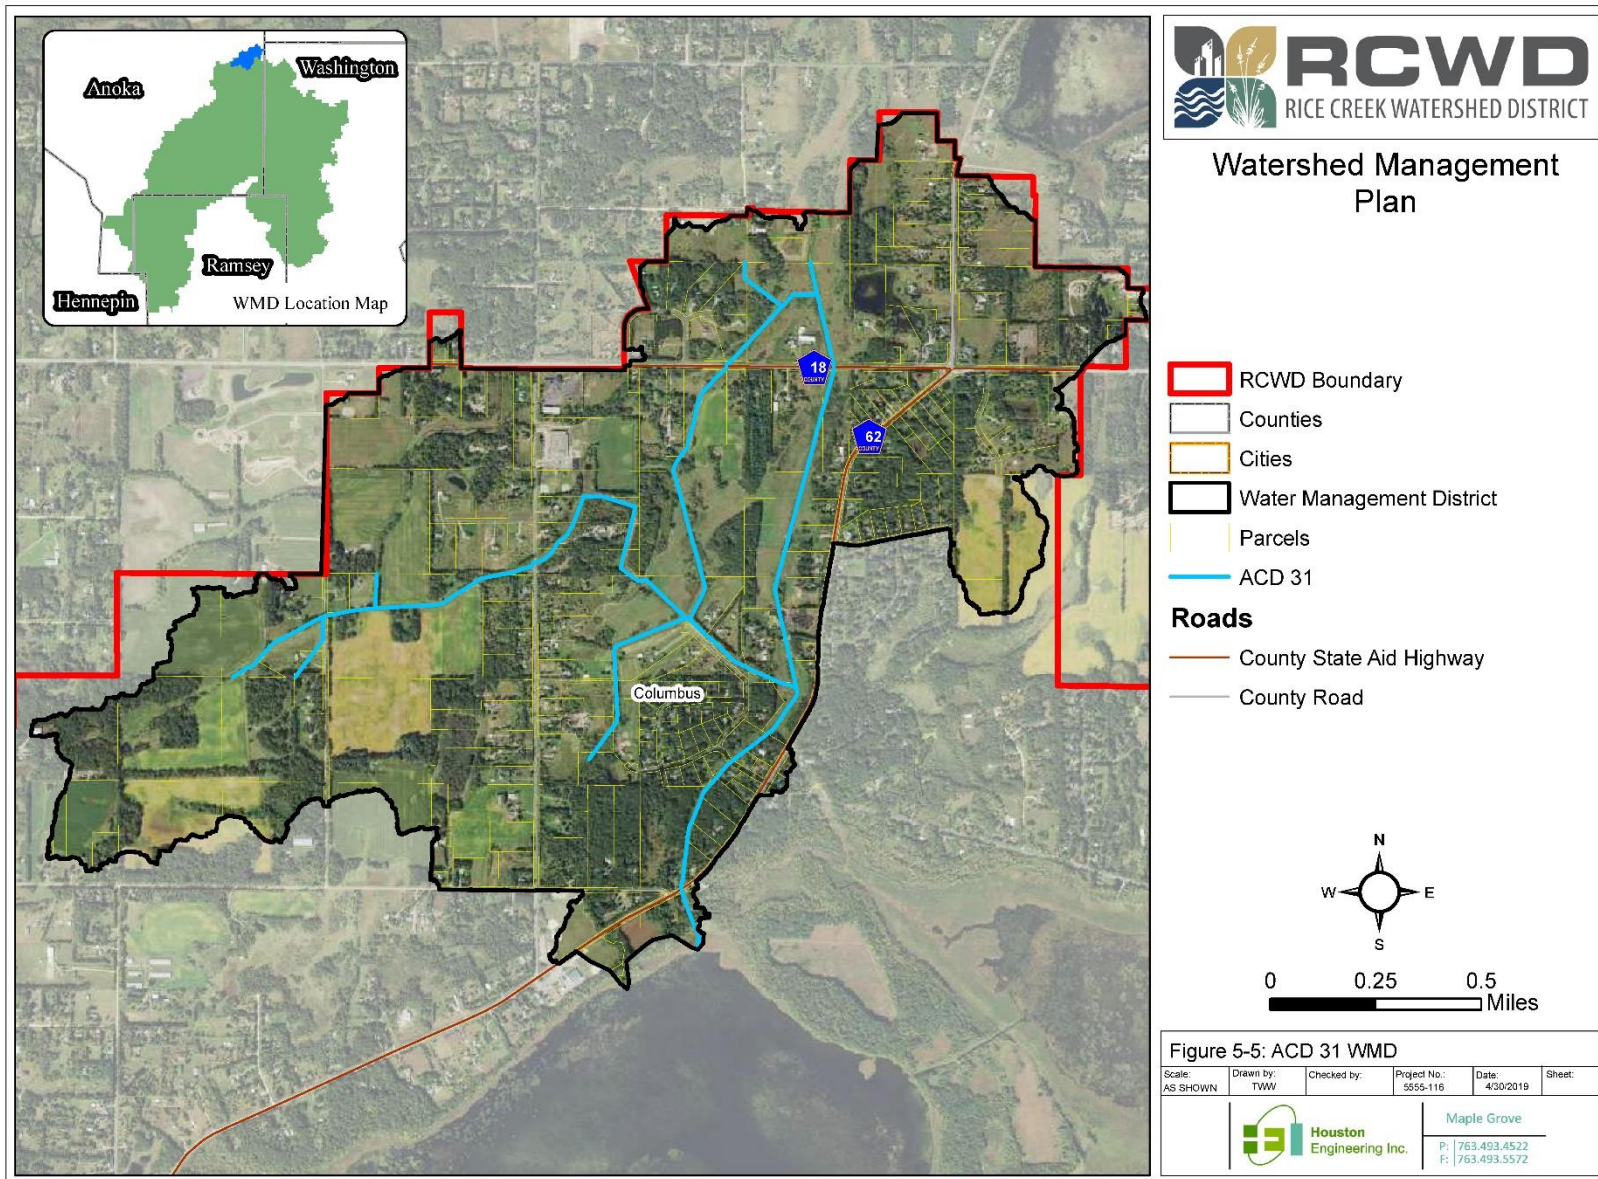 Anoka
Washington
Ramsey
Hennepin
WMD Location Map
18
COUNTY
62
COUNTY
Columbus
RCWD
RICE CREEK WATERSHED DISTRICT
Watershed Management
Plan
RCWD Boundary
Counties
Cities
Water Management District
Parcels
ACD 31
Roads
County State Aid Highway
County Road
N
W E
S
0 0.25 0.5
Miles
Figure 5-5: ACD 31 WMD
Scale: Drawn by: Checked by: Project No.: Date: Sheet:
AS SHOWN TWW 5555-116 4/30/2019
Houston
Engineering Inc.
Maple Grove
P: 763.493.4522
F: 763.493.5572